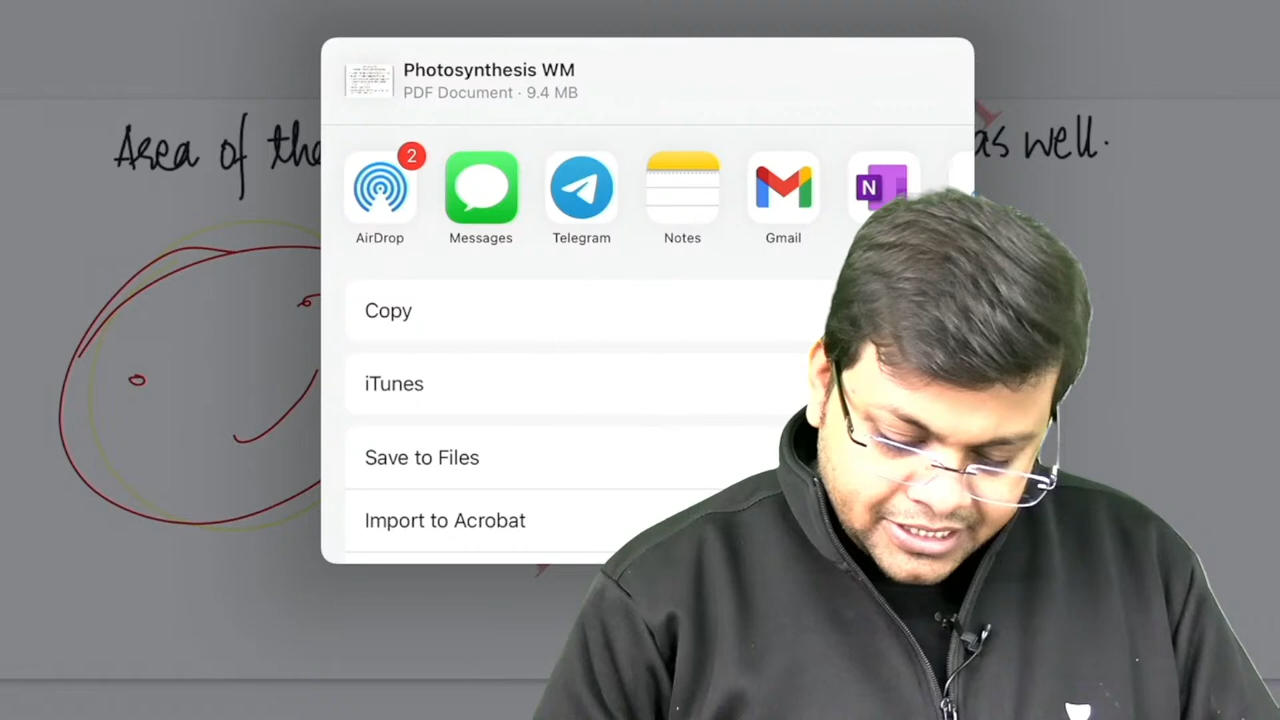 Photosynthesis WM
PDF Document · 9.4 MB
Area of the as well.
2
N
AirDrop Messages Telegram Notes Gmail
Copy
iTunes
Save to Files
Import to Acrobat